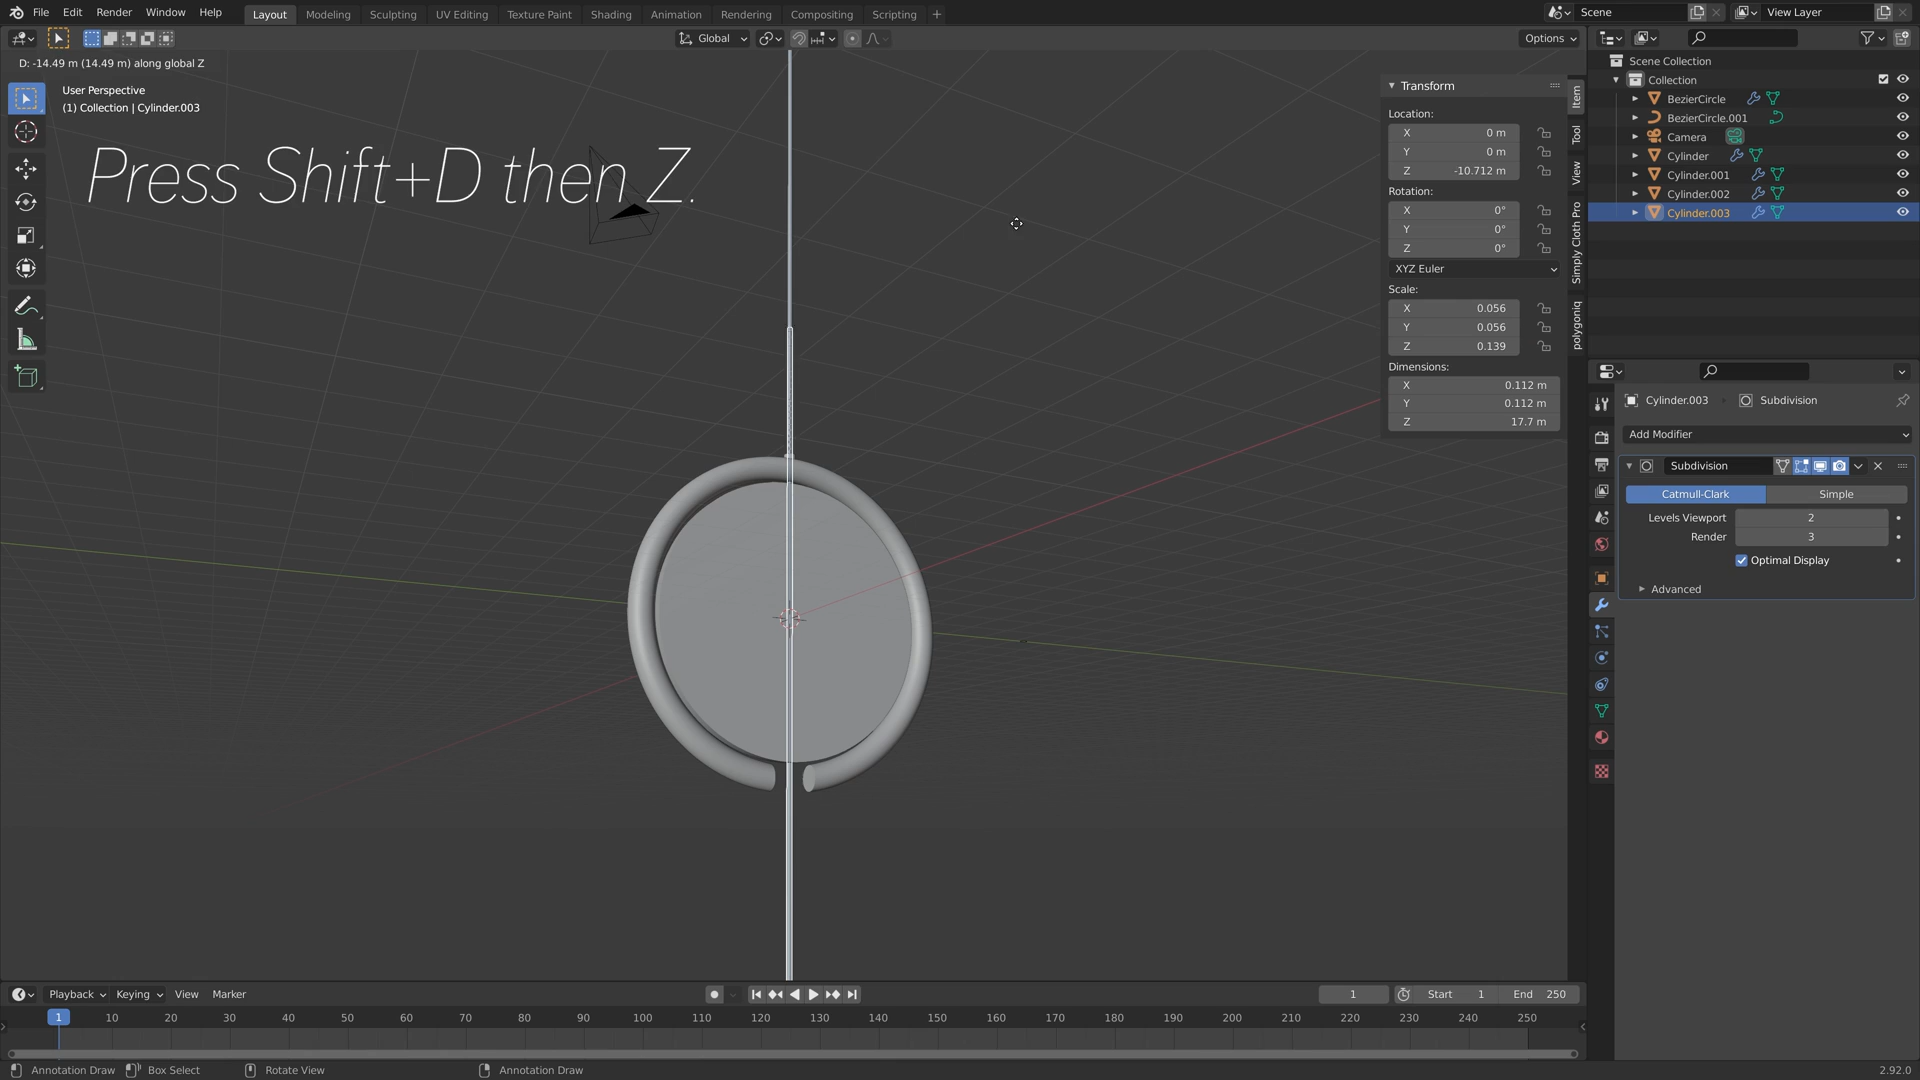 File Edit Render Window Help Layout Modeling Sculpting UV Editing Texture Paint Shading Animation Rendering Compositing Scripting + Scene View Layer
Global Options
D: -14.49 m (14.49 m) along global Z
User Perspective
(1) Collection | Cylinder.003
Press Shift+D then Z.
Transform
Location:
X 0 m
Y 0 m
Z -10.712 m
Rotation:
X 0°
Y 0°
Z 0°
XYZ Euler
Scale:
X 0.056
Y 0.056
Z 0.139
Dimensions:
X 0.112 m
Y 0.112 m
Z 17.7 m
Item
Tool
View
Simply Cloth Pro
polygoniq
Scene Collection
Collection
BezierCircle
BezierCircle.001
Camera
Cylinder
Cylinder.001
Cylinder.002
Cylinder.003
Cylinder.003 Subdivision
Add Modifier
Subdivision
Catmull-Clark Simple
Levels Viewport 2
Render 3
Optimal Display
Advanced
Playback Keying View Marker 1 Start 1 End 250
1 10 20 30 40 50 60 70 80 90 100 110 120 130 140 150 160 170 180 190 200 210 220 230 240 250
Annotation Draw Box Select Rotate View Annotation Draw 2.92.0